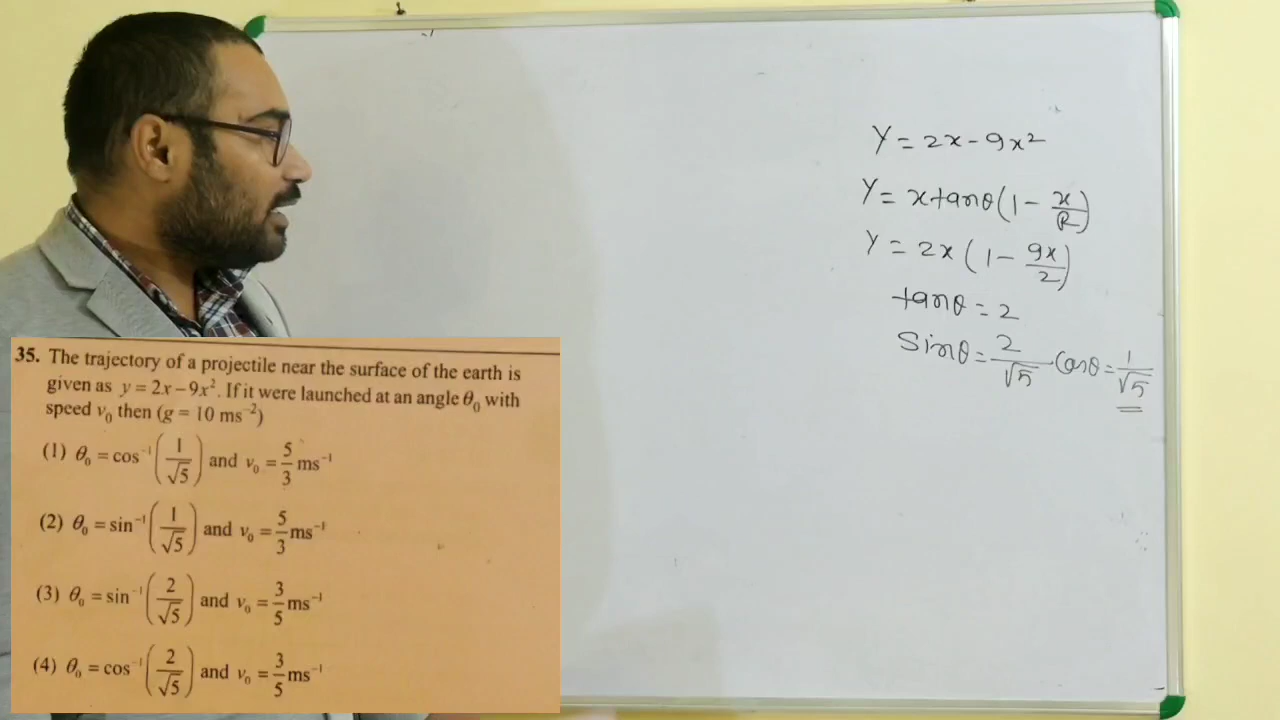 Y = 2x - 9x²
Y = x tanθ (1 - x/R)
Y = 2x (1 - 9x/2)
tanθ = 2
Sinθ = 2/√5 Cosθ = 1/√5
35. The trajectory of a projectile near the surface of the earth is
given as y = 2x – 9x². If it were launched at an angle θ₀ with
speed v₀ then (g = 10 ms⁻²)
(1) θ₀ = cos⁻¹(1/√5) and v₀ = 5/3 ms⁻¹
(2) θ₀ = sin⁻¹(1/√5) and v₀ = 5/3 ms⁻¹
(3) θ₀ = sin⁻¹(2/√5) and v₀ = 3/5 ms⁻¹
(4) θ₀ = cos⁻¹(2/√5) and v₀ = 3/5 ms⁻¹